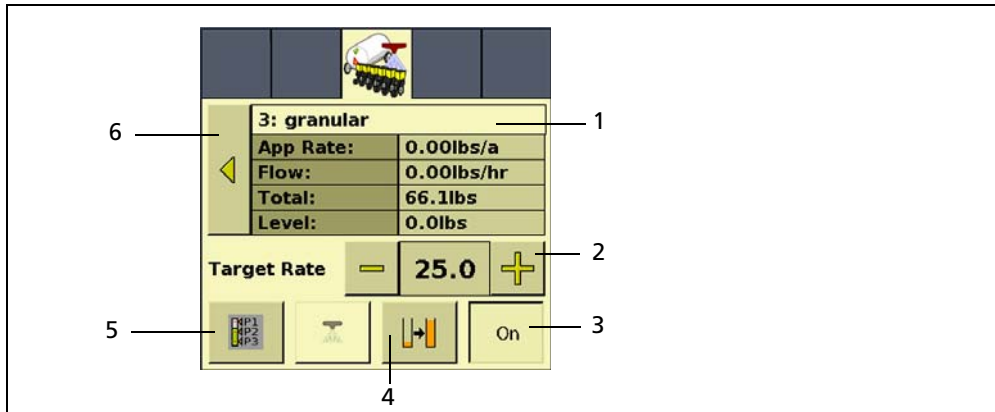 3: granular
1
6
App Rate: 0.00lbs/a
Flow: 0.00lbs/hr
Total: 66.1lbs
Level: 0.0lbs
Target Rate 25.0
2
5
P1
P2
P3
On
3
4